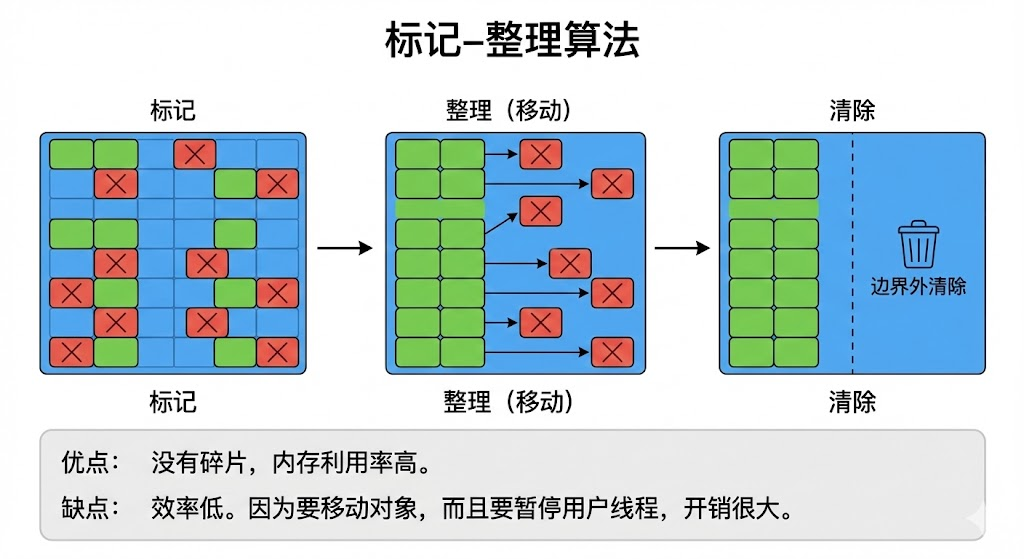 标记–整理算法
标记
整理（移动）
清除
边界外清除
标记
整理（移动）
清除
优点： 没有碎片，内存利用率高。
缺点： 效率低。因为要移动对象，而且要暂停用户线程，开销很大。